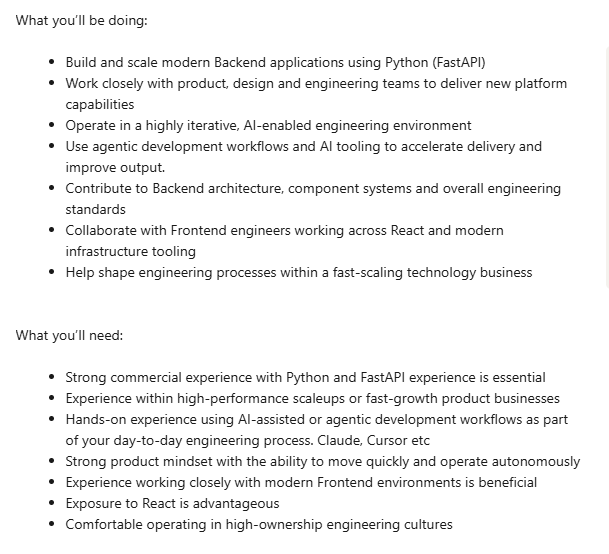 What you'll be doing:
• Build and scale modern Backend applications using Python (FastAPI)
• Work closely with product, design and engineering teams to deliver new platform
capabilities
• Operate in a highly iterative, AI-enabled engineering environment
• Use agentic development workflows and AI tooling to accelerate delivery and
improve output.
• Contribute to Backend architecture, component systems and overall engineering
standards
• Collaborate with Frontend engineers working across React and modern
infrastructure tooling
• Help shape engineering processes within a fast-scaling technology business
What you'll need:
• Strong commercial experience with Python and FastAPI experience is essential
• Experience within high-performance scaleups or fast-growth product businesses
• Hands-on experience using AI-assisted or agentic development workflows as part
of your day-to-day engineering process. Claude, Cursor etc
• Strong product mindset with the ability to move quickly and operate autonomously
• Experience working closely with modern Frontend environments is beneficial
• Exposure to React is advantageous
• Comfortable operating in high-ownership engineering cultures